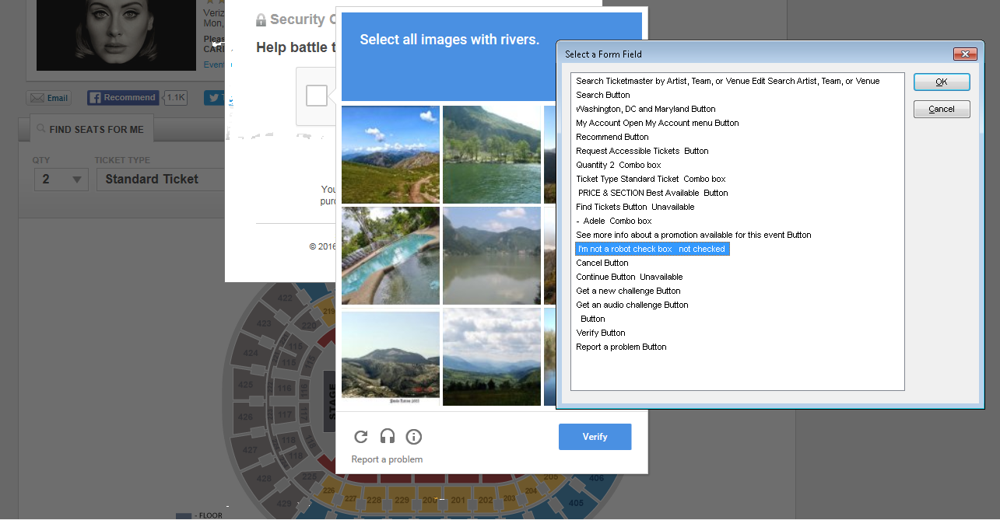 Veriz
Mon,
Pleas
CARI
Event
Email
Recommend
1.1K
FIND SEATS FOR ME
QTY
TICKET TYPE
2
Standard Ticket
Security C
Help battle t
You
purc
© 2016
Select all images with rivers.
Verify
Report a problem
Select a Form Field
Search Ticketmaster by Artist, Team, or Venue Edit Search Artist, Team, or Venue
Search Button
Washington, DC and Maryland Button
My Account Open My Account menu Button
Recommend Button
Request Accessible Tickets Button
Quantity 2 Combo box
Ticket Type Standard Ticket Combo box
PRICE & SECTION Best Available Button
Find Tickets Button Unavailable
- Adele Combo box
See more info about a promotion available for this event Button
I'm not a robot check box not checked
Cancel Button
Continue Button Unavailable
Get a new challenge Button
Get an audio challenge Button
Button
Verify Button
Report a problem Button
OK
Cancel
422
423
220
219
424
115
115
425
116
116
STAGE
426
117
117
427
118
118
428
225
429
226
227
228
229
200
201
202
203
204
205
406
405
- FLOOR